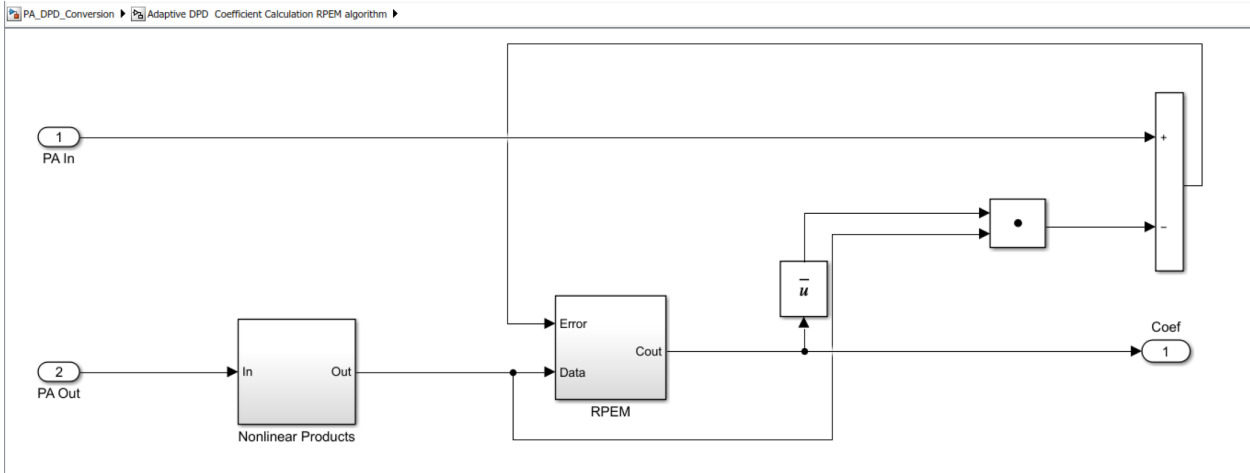 PA_DPD_Conversion ▶ Adaptive DPD Coefficient Calculation RPEM algorithm ▶
1
PA In
+
−
u
Error
Coef
In
Out
Cout
1
2
Data
PA Out
RPEM
Nonlinear Products